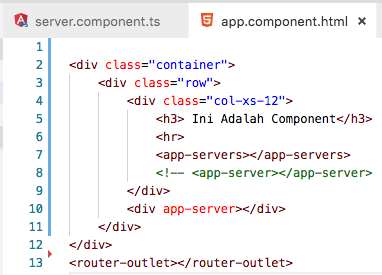 server.component.ts app.component.html ×
1
2 <div class="container">
3 <div class="row">
4 <div class="col-xs-12">
5 <h3> Ini Adalah Component</h3>
6 <hr>
7 <app-servers></app-servers>
8 <!-- <app-server></app-server>
9 </div>
10 <div app-server></div>
11 </div>
12 </div>
13 <router-outlet></router-outlet>